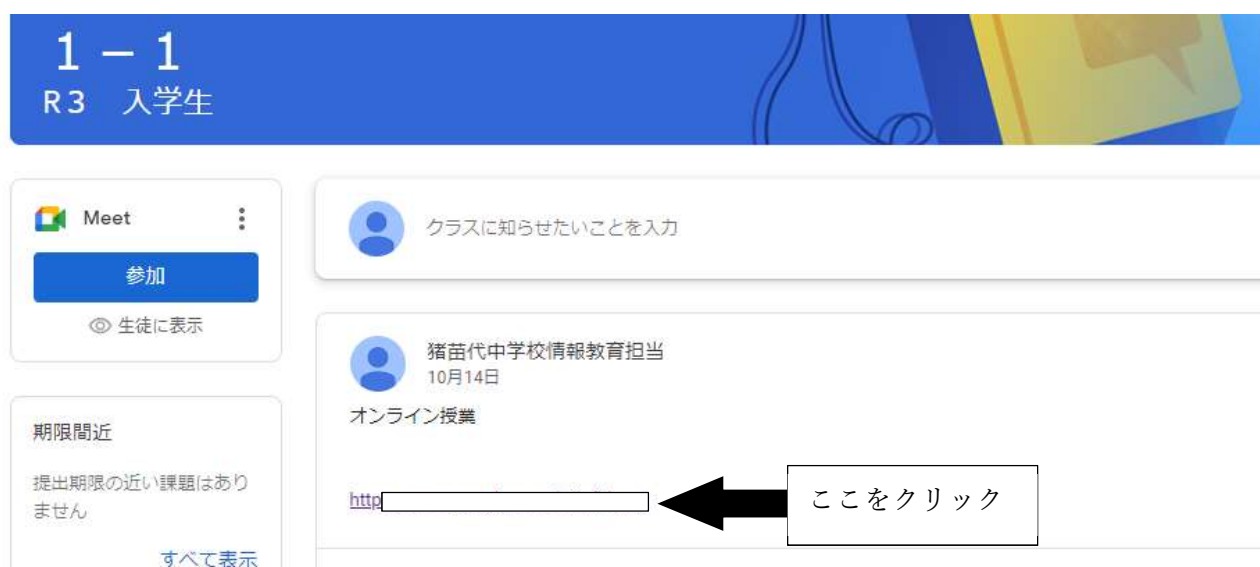 １－１
R３　入学生
Meet
参加
生徒に表示
期限間近
提出期限の近い課題はあり
ません
すべて表示
クラスに知らせたいことを入力
猪苗代中学校情報教育担当
10月14日
オンライン授業
http
ここをクリック